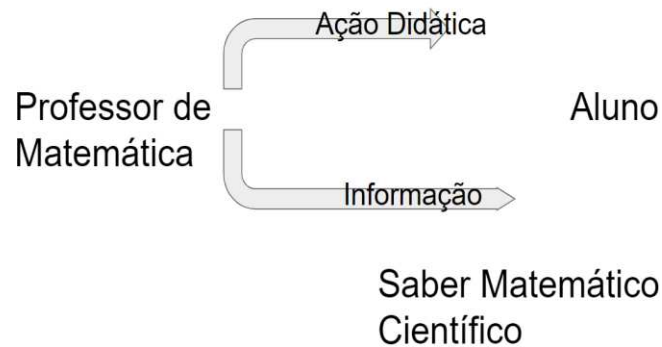 Ação Didática
Professor de
Matemática
Aluno
Informação
Saber Matemático
Científico